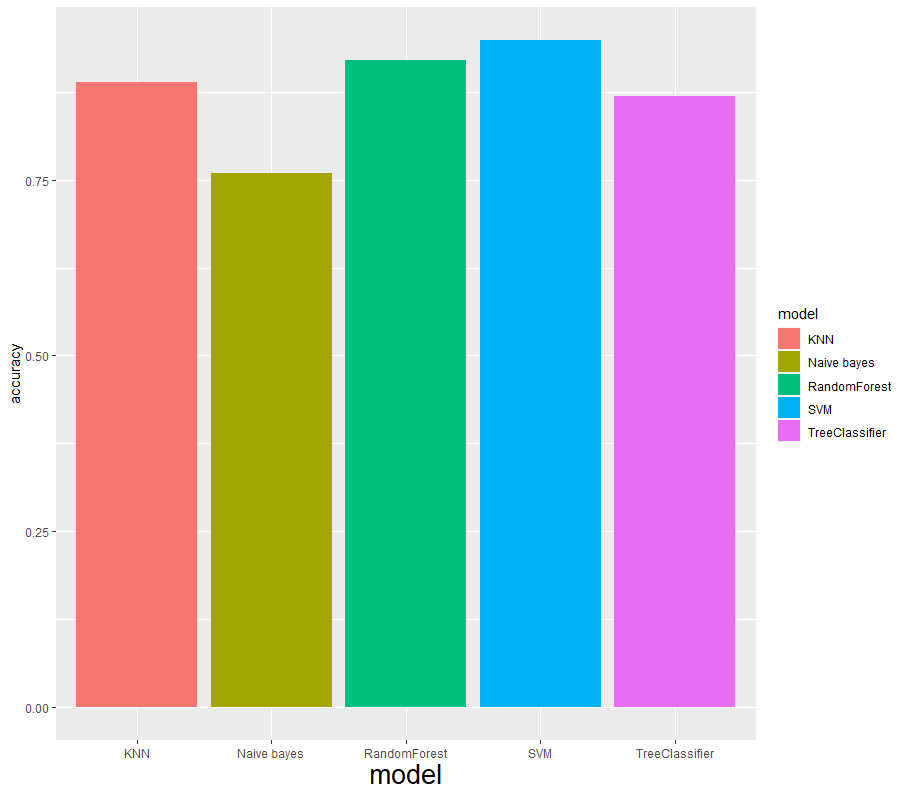 accuracy
0.75
0.50
0.25
0.00
KNN Naive bayes RandomForest SVM TreeClassifier
model
model
KNN
Naive bayes
RandomForest
SVM
TreeClassifier